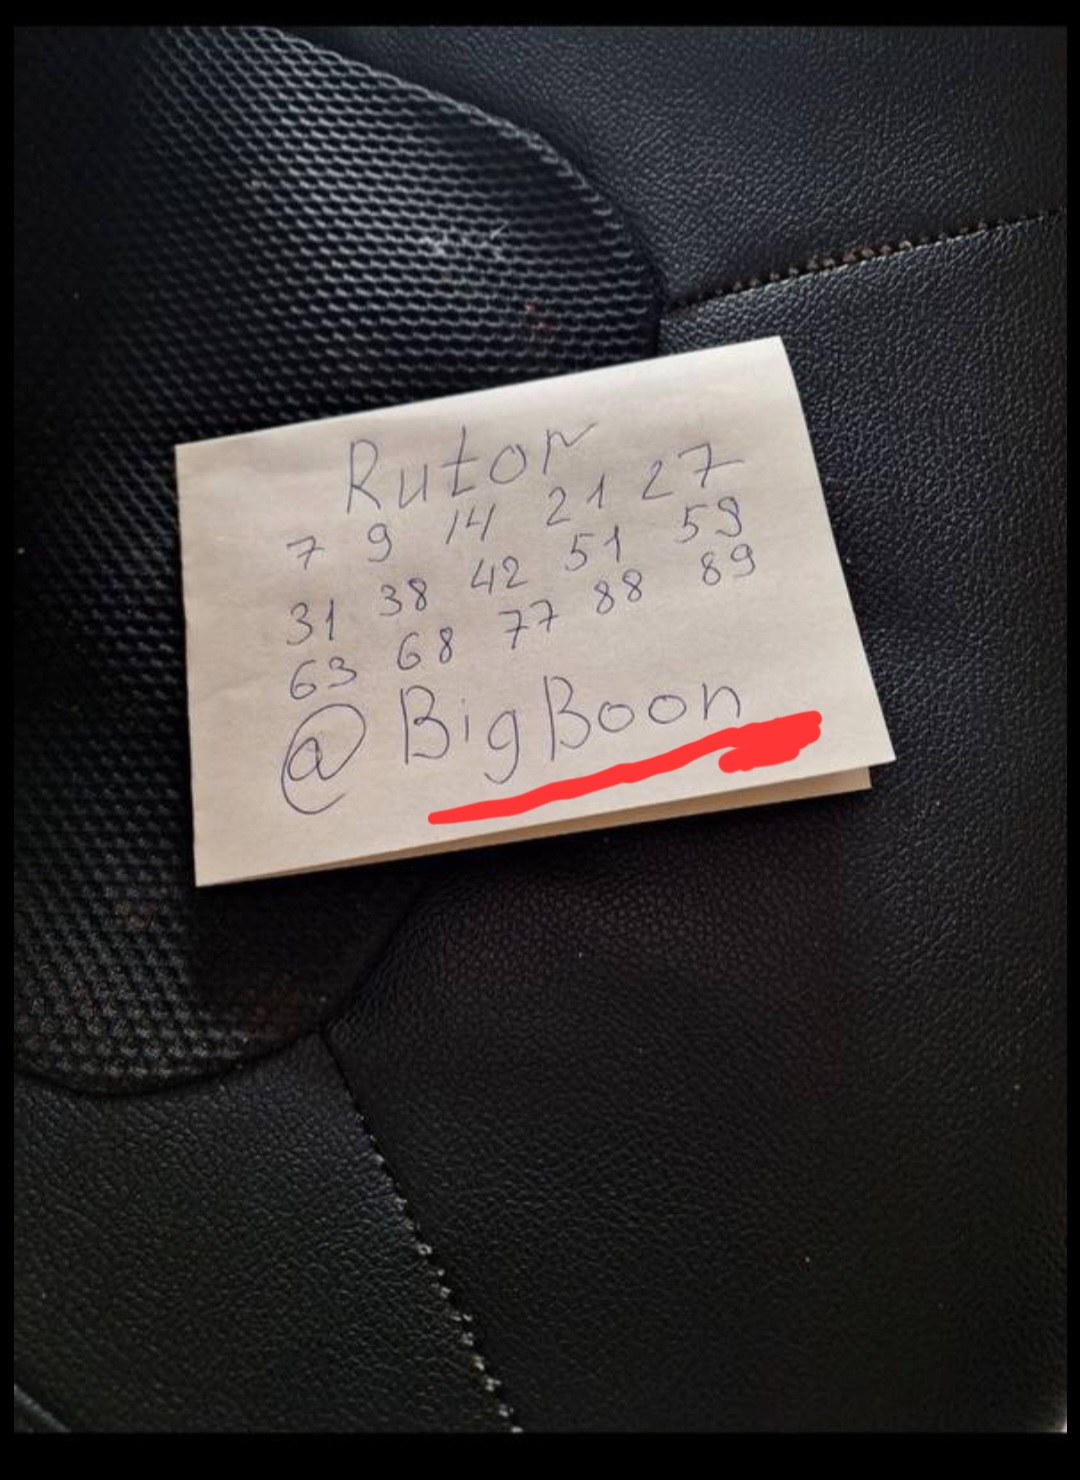 Rutor
7 9 14 21 27
31 38 42 51 59
63 68 77 88 89
@BigBoon